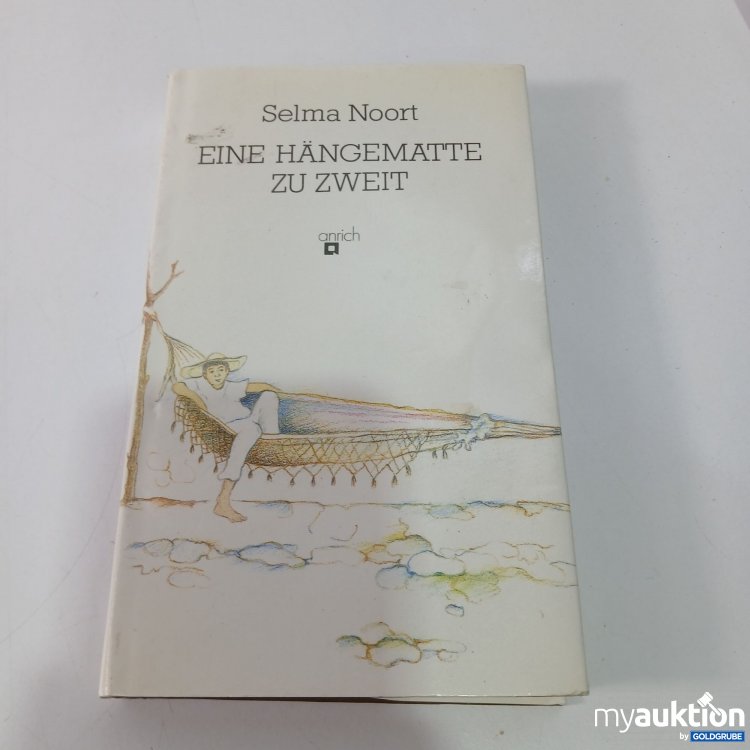 Selma Noort
EINE HÄNGEMATTE
ZU ZWEIT
anrich
myauktion
by GOLDGRUBE